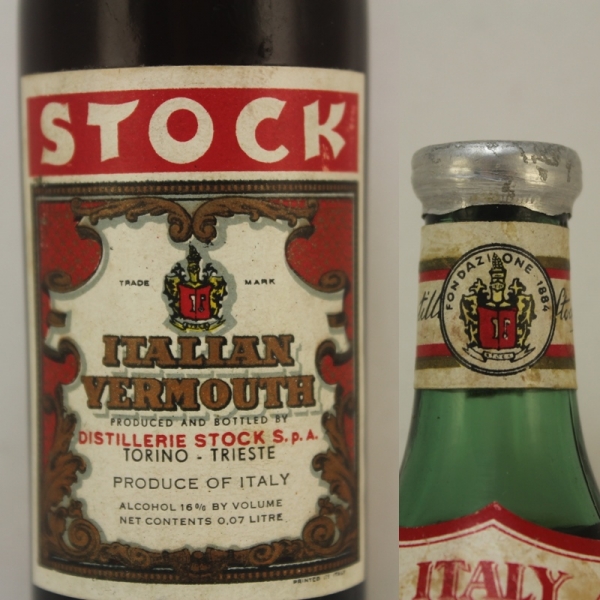 STOCK
TRADE MARK
ITALIAN
VERMOUTH
PRODUCED AND BOTTLED BY
DISTILLERIE STOCK S.p.A.
TORINO - TRIESTE
PRODUCE OF ITALY
ALCOHOL 16% BY VOLUME
NET CONTENTS 0,07 LITRE
PRINTED IN ITALY
FONDAZIONE 1884
ITALY